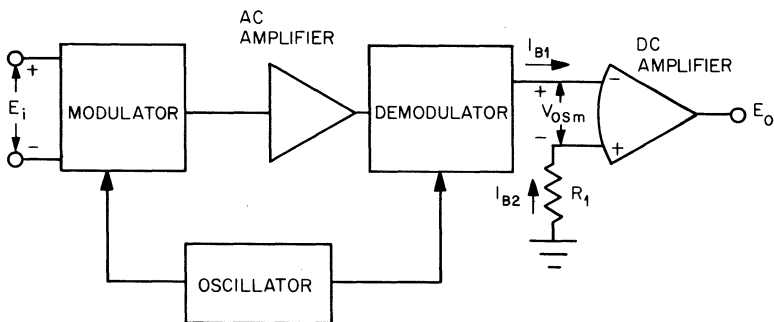 AC
AMPLIFIER
I_B1
DC
AMPLIFIER
+
E_i
-
MODULATOR
DEMODULATOR
+
V_OSm
-
-
+
E_o
I_B2
R_1
OSCILLATOR